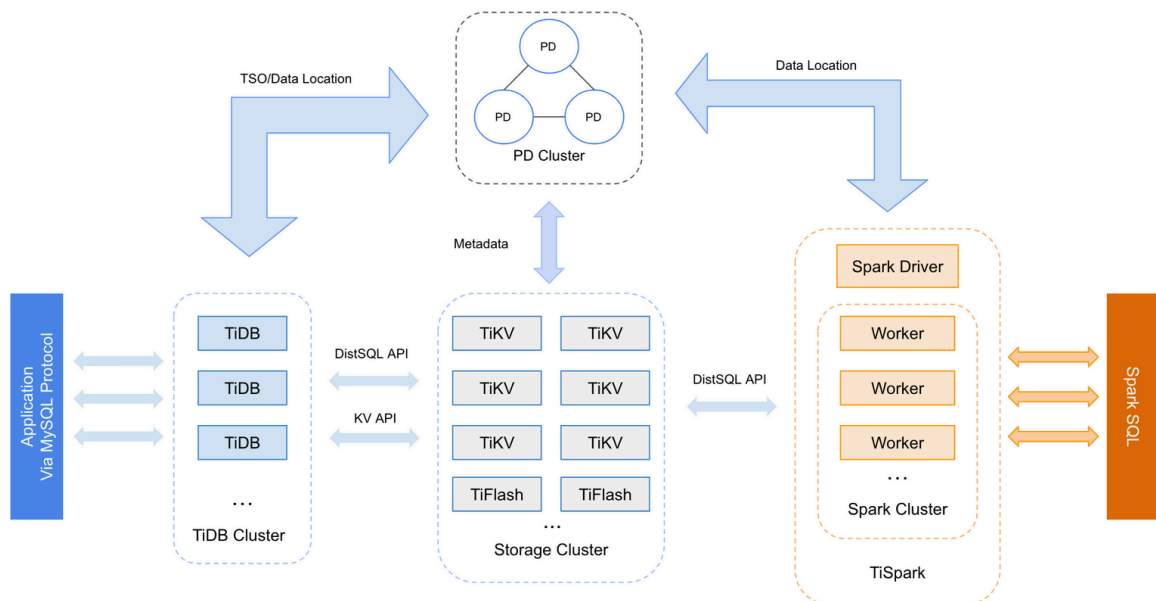 PD
TSO/Data Location
Data Location
PD
PD
PD Cluster
Metadata
Spark Driver
Application
Via MySQL Protocol
TiDB
TiDB
TiDB
...
TiDB Cluster
DistSQL API
KV API
TiKV
TiKV
TiKV
TiKV
TiKV
TiKV
TiFlash
TiFlash
...
Storage Cluster
DistSQL API
Worker
Worker
Worker
...
Spark Cluster
TiSpark
Spark SQL